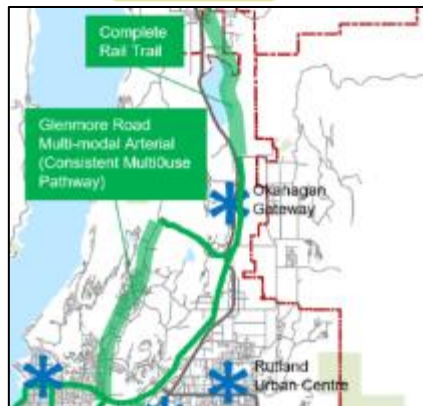 Complete
Rail Trail
Glenmore Road
Multi-modal Arterial
(Consistent Multi0use
Pathway)
Okanagan
Gateway
Rutland
Urban Centre